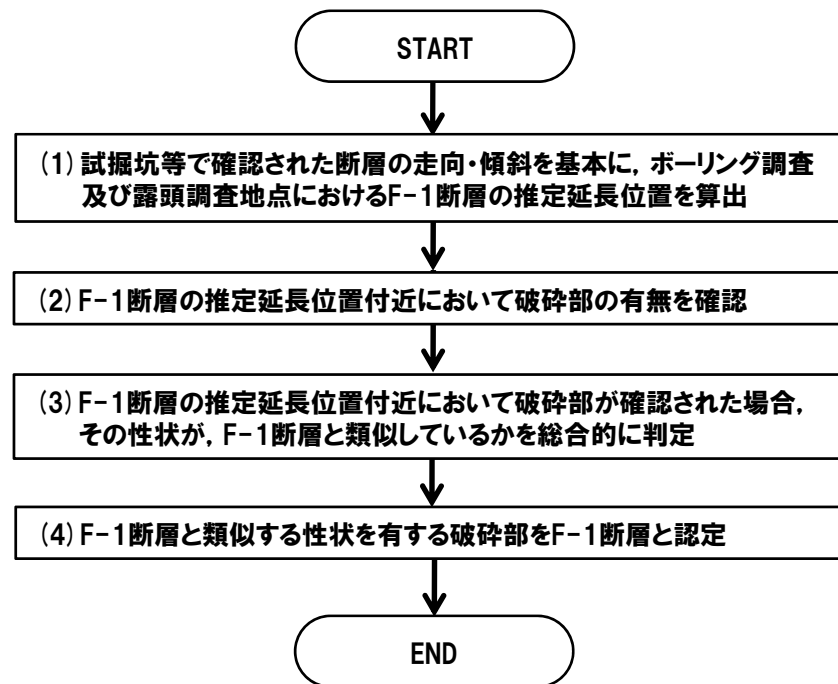 START
(1)試掘坑等で確認された断層の走向・傾斜を基本に，ボーリング調査
及び露頭調査地点におけるF-1断層の推定延長位置を算出
(2)F-1断層の推定延長位置付近において破砕部の有無を確認
(3)F-1断層の推定延長位置付近において破砕部が確認された場合，
その性状が，F-1断層と類似しているかを総合的に判定
(4)F-1断層と類似する性状を有する破砕部をF-1断層と認定
END